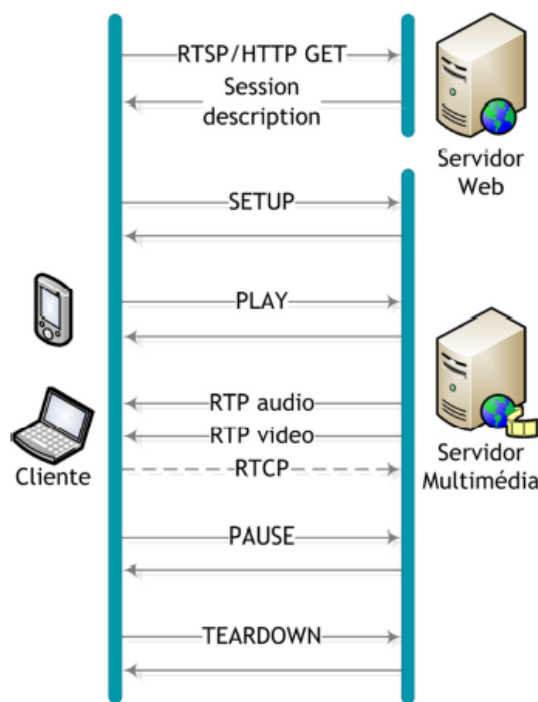 RTSP/HTTP GET
Session
description
Servidor
Web
SETUP
PLAY
RTP audio
RTP video
RTCP
Cliente
Servidor
Multimédia
PAUSE
TEARDOWN